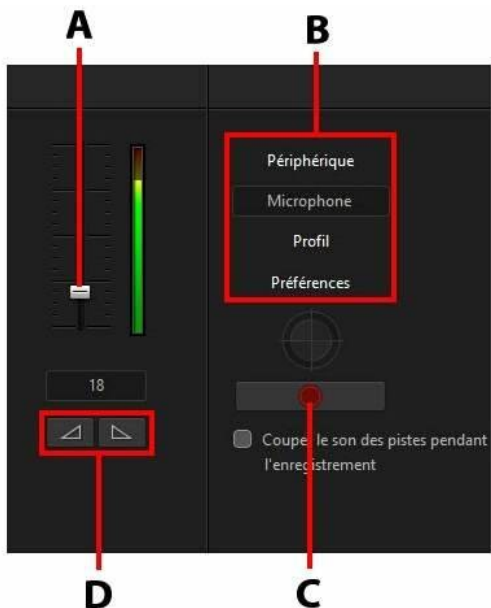 A
B
Périphérique
Microphone
Profil
Préférences
18
Coupe le son des pistes pendant
l'enregistrement
D
C